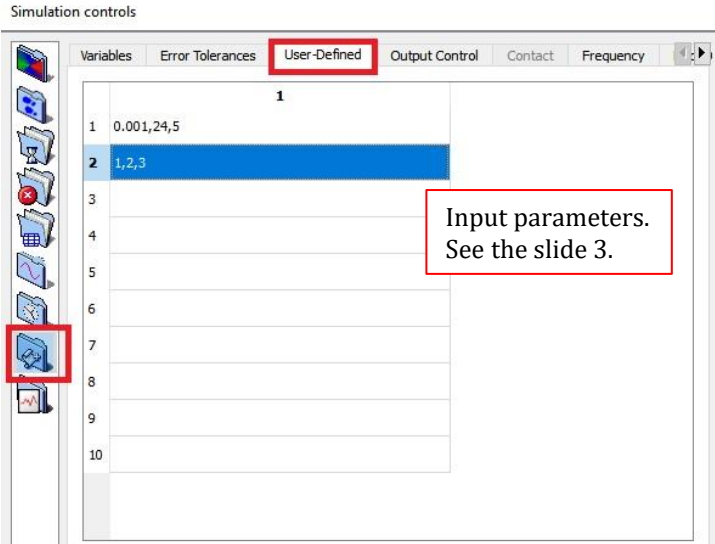 Simulation controls
Variables Error Tolerances User-Defined Output Control Contact Frequency
1
1 0.001,24,5
2 1,2,3
3
Input parameters.
4
See the slide 3.
5
6
7
8
9
10